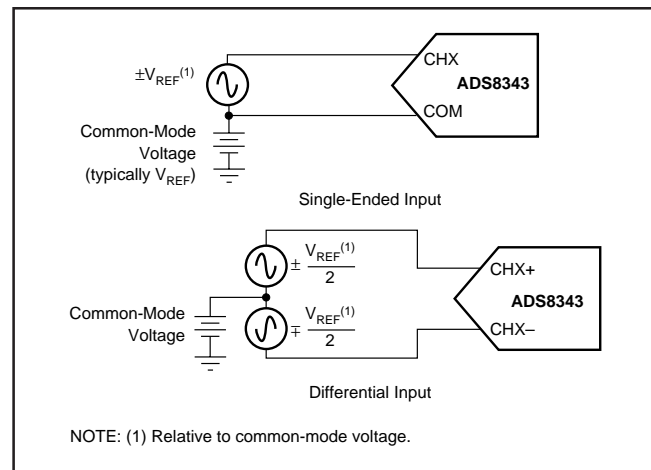 ±VREF(1)
CHX
ADS8343
COM
Common-Mode
Voltage
(typically VREF)
Single-Ended Input
± VREF(1)
2
CHX+
ADS8343
Common-Mode
Voltage
∓ VREF(1)
2
CHX–
Differential Input
NOTE: (1) Relative to common-mode voltage.